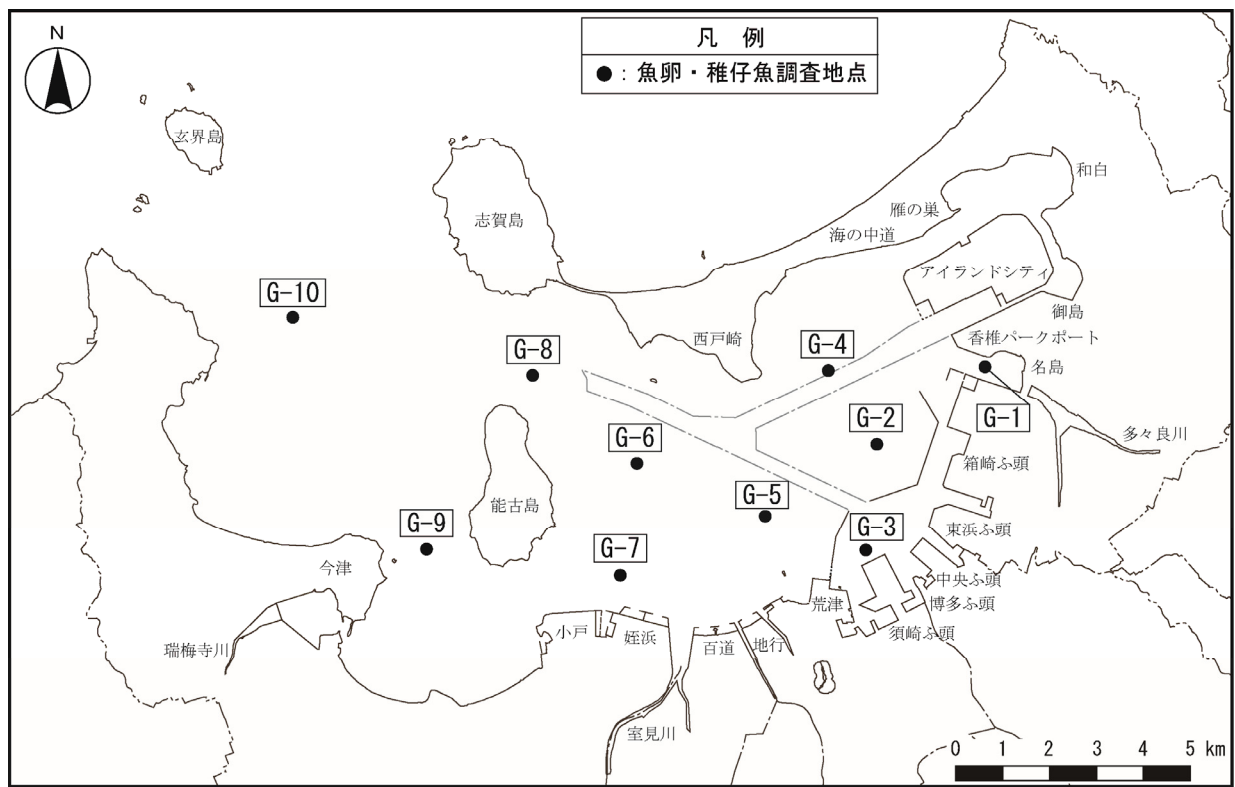 凡 例
●：魚卵・稚仔魚調査地点
N
玄界島
志賀島
和白
雁の巣
海の中道
アイランドシティ
御島
G-10
西戸崎
香椎パークポート
G-8
G-4
名島
G-1
G-2
多々良川
G-6
箱崎ふ頭
能古島
G-5
G-9
G-3
東浜ふ頭
G-7
今津
中央ふ頭
荒津
博多ふ頭
小戸
姪浜
須崎ふ頭
百道
地行
瑞梅寺川
室見川
0 1 2 3 4 5 km